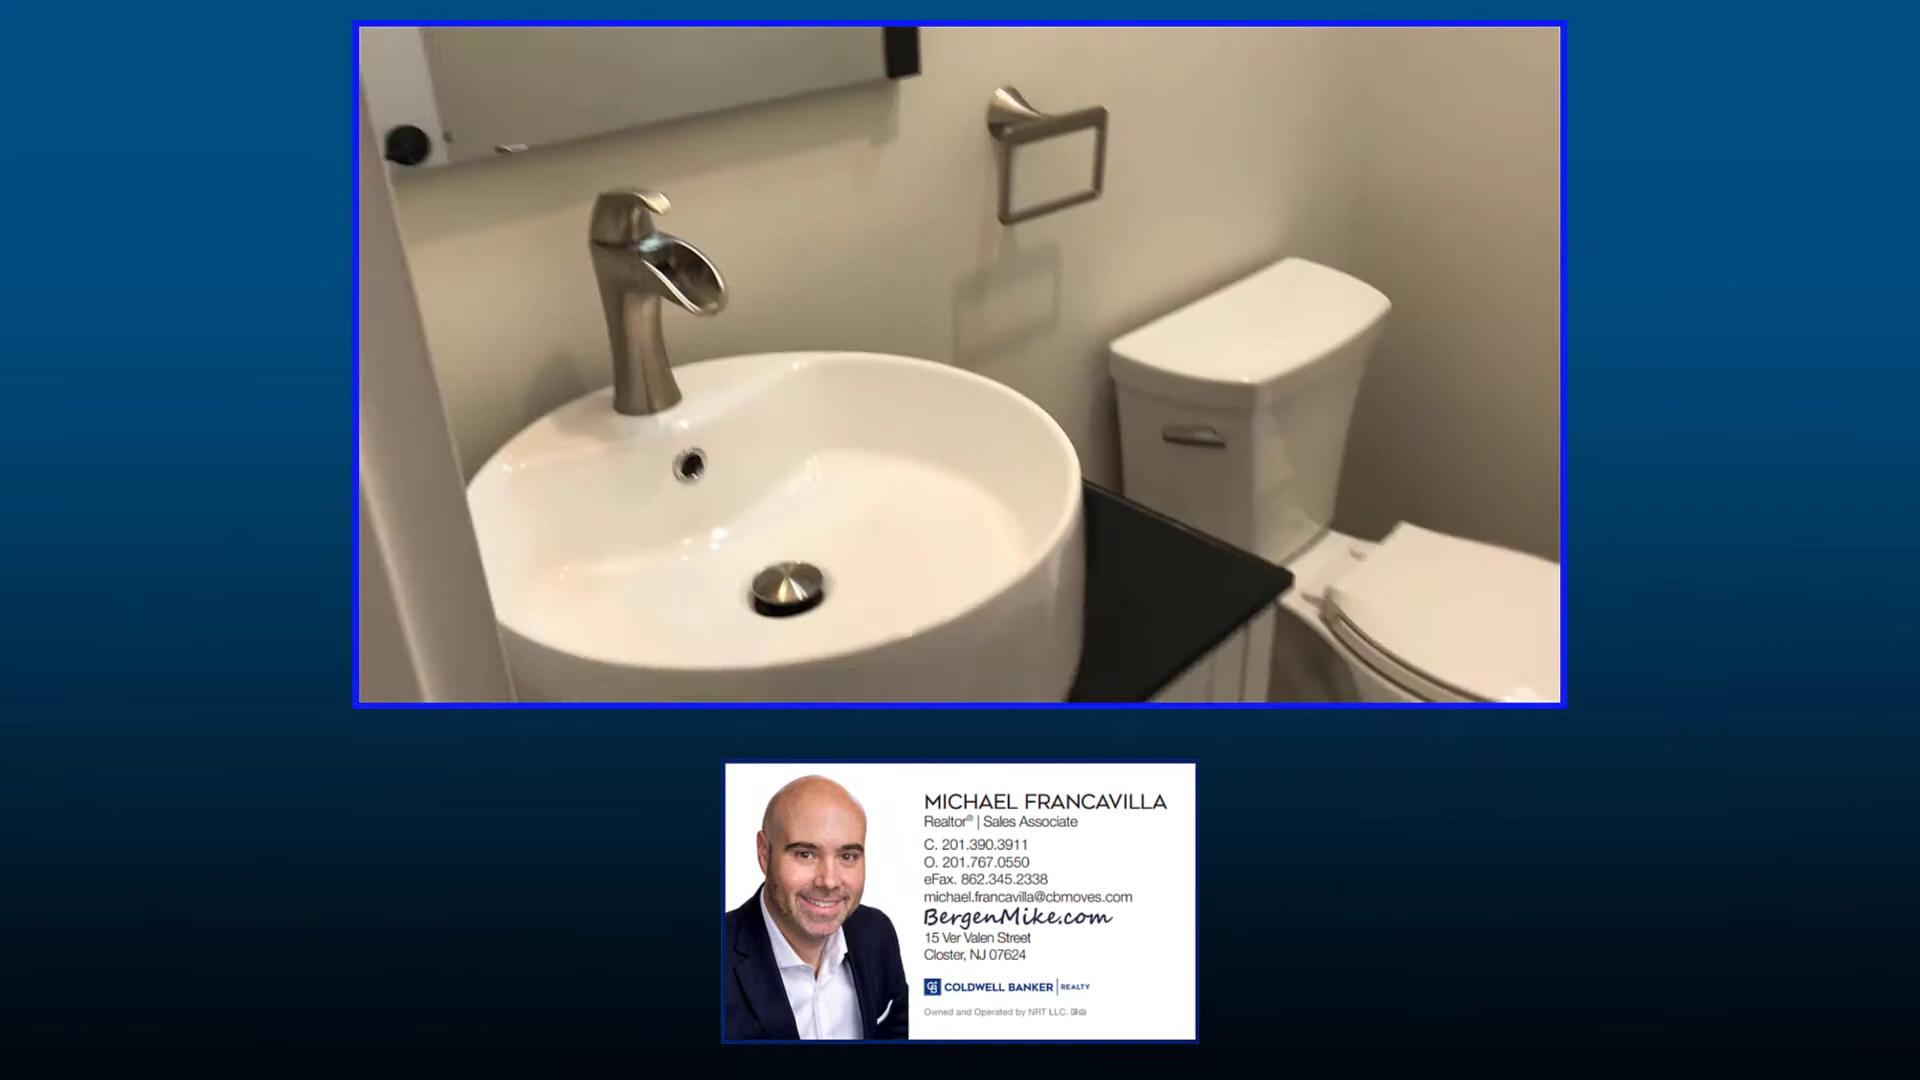 MICHAEL FRANCAVILLA
Realtor® | Sales Associate
C. 201.390.3911
O. 201.767.0550
eFax. 862.345.2338
michael.francavilla@cbmoves.com
BergenMike.com
15 Ver Valen Street
Closter, NJ 07624
CB COLDWELL BANKER | REALTY
Owned and Operated by NRT LLC.